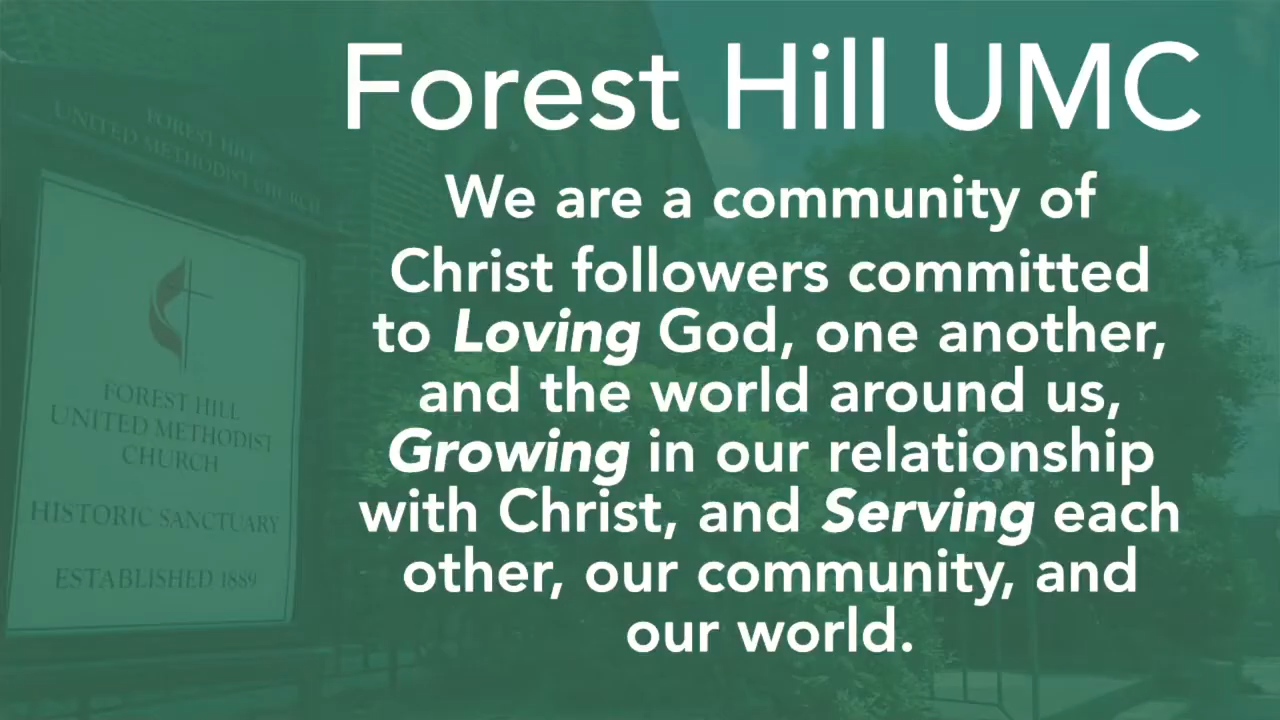 Forest Hill UMC
We are a community of
Christ followers committed
to Loving God, one another,
and the world around us,
Growing in our relationship
with Christ, and Serving each
other, our community, and
our world.
FOREST HILL
UNITED METHODIST CHURCH
FOREST HILL
UNITED METHODIST
CHURCH
HISTORIC SANCTUARY
ESTABLISHED 1889